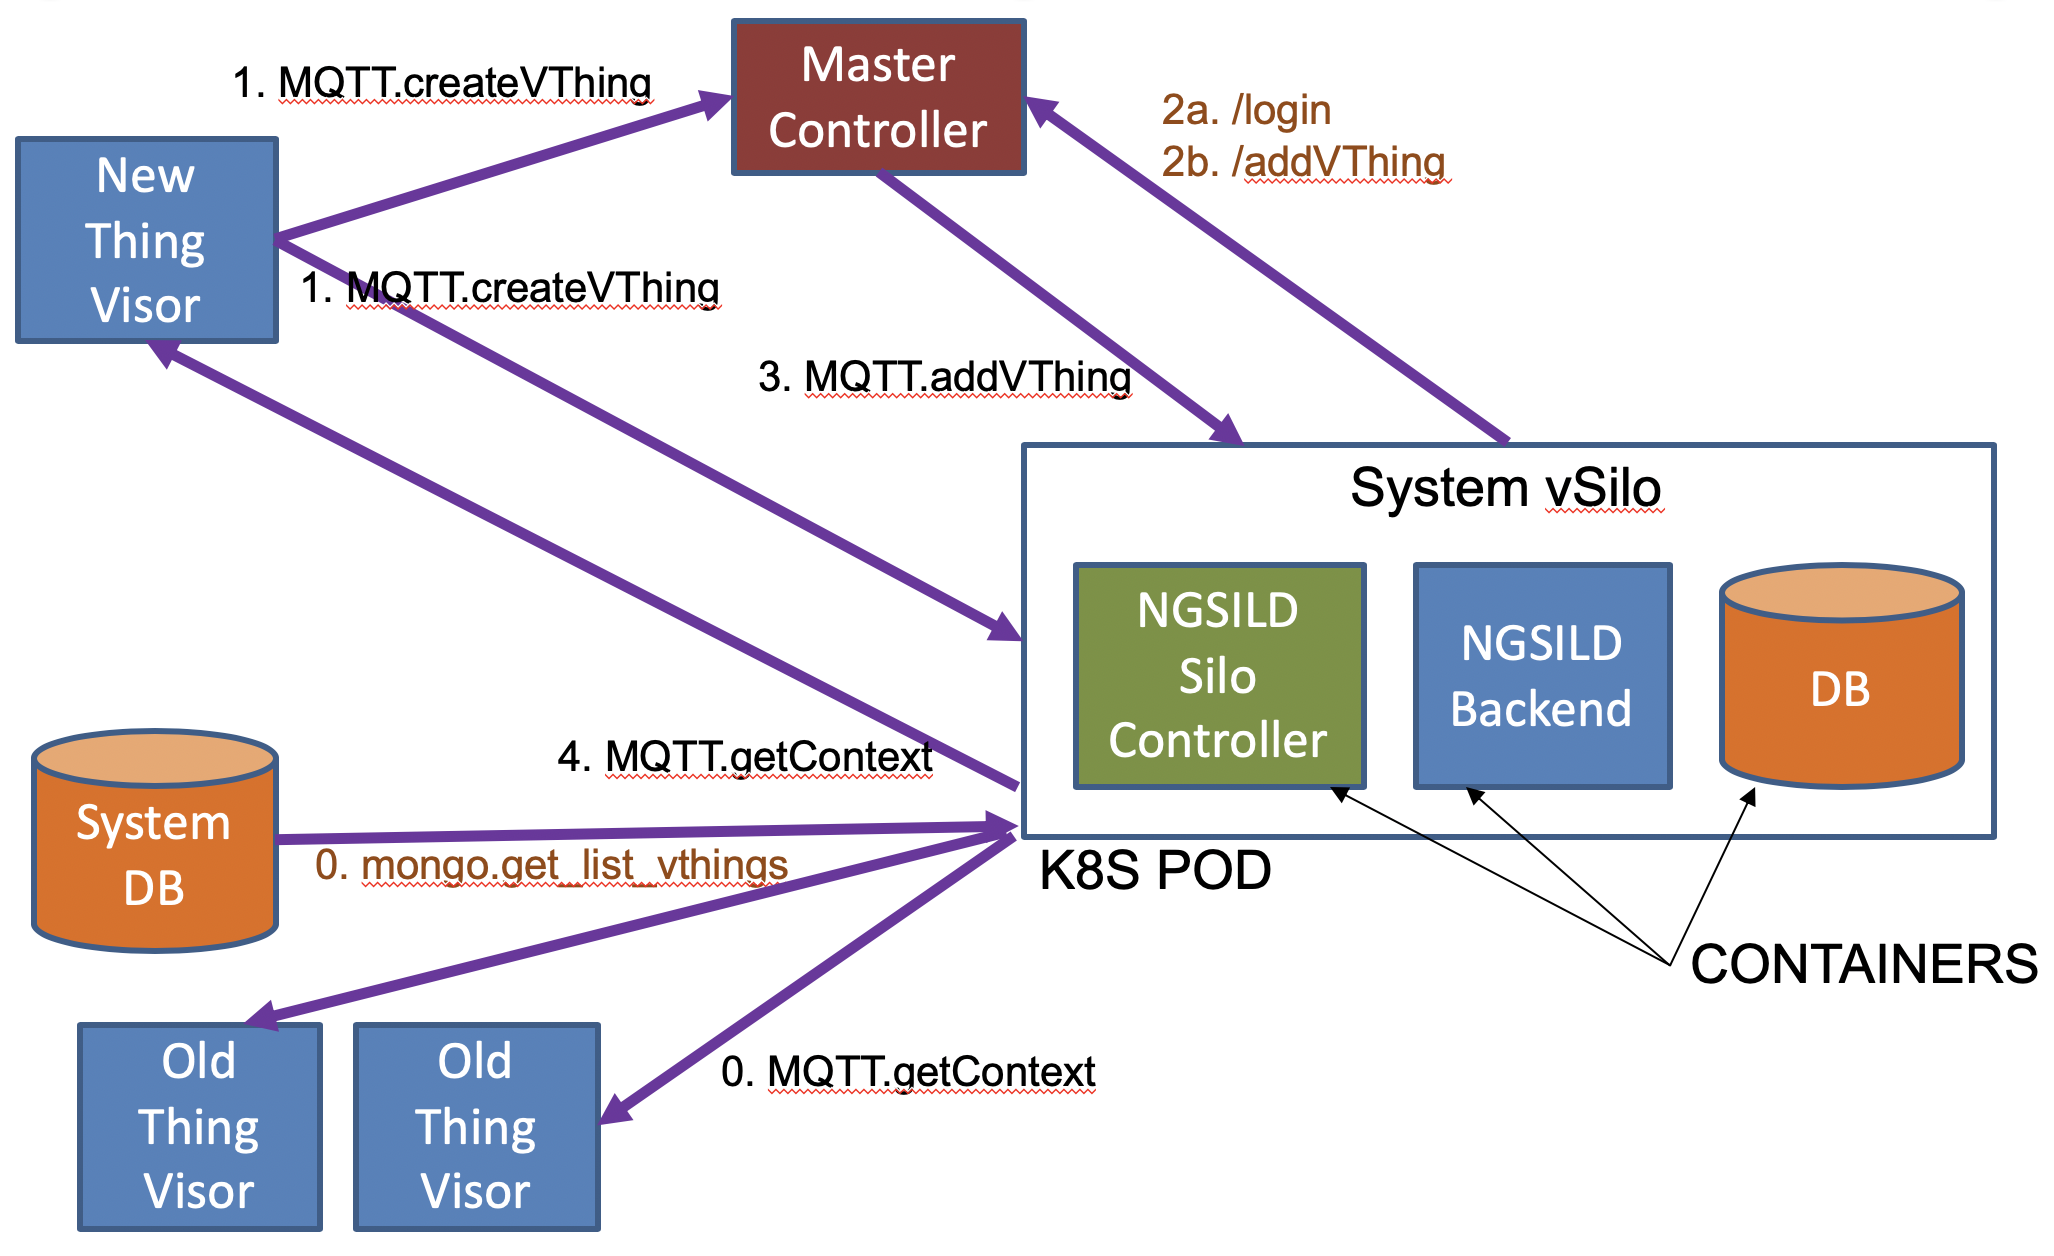 1. MQTT.createVThing
Master
Controller
2a. /login
2b. /addVThing
New
Thing
Visor
1. MQTT.createVThing
3. MQTT.addVThing
System vSilo
NGSILD
Silo
Controller
NGSILD
Backend
DB
4. MQTT.getContext
System
DB
0. mongo.get_list_vthings
K8S POD
CONTAINERS
Old
Thing
Visor
Old
Thing
Visor
0. MQTT.getContext